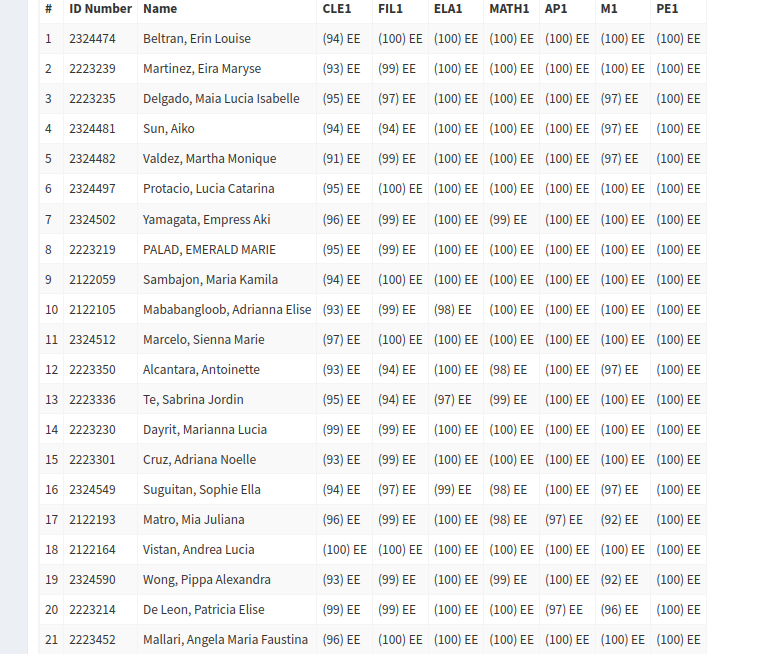 # ID Number Name CLE1 FIL1 ELA1 MATH1 AP1 M1 PE1
1 2324474 Beltran, Erin Louise (94) EE (100) EE (100) EE (100) EE (100) EE (100) EE (100) EE
2 2223239 Martinez, Eira Maryse (93) EE (99) EE (100) EE (100) EE (100) EE (100) EE (100) EE
3 2223235 Delgado, Maia Lucia Isabelle (95) EE (97) EE (100) EE (100) EE (100) EE (97) EE (100) EE
4 2324481 Sun, Aiko (94) EE (94) EE (100) EE (100) EE (100) EE (97) EE (100) EE
5 2324482 Valdez, Martha Monique (91) EE (99) EE (100) EE (100) EE (100) EE (97) EE (100) EE
6 2324497 Protacio, Lucia Catarina (95) EE (100) EE (100) EE (100) EE (100) EE (100) EE (100) EE
7 2324502 Yamagata, Empress Aki (96) EE (99) EE (100) EE (99) EE (100) EE (100) EE (100) EE
8 2223219 PALAD, EMERALD MARIE (95) EE (99) EE (100) EE (100) EE (100) EE (100) EE (100) EE
9 2122059 Sambajon, Maria Kamila (94) EE (100) EE (100) EE (100) EE (100) EE (100) EE (100) EE
10 2122105 Mababangloob, Adrianna Elise (93) EE (99) EE (98) EE (100) EE (100) EE (100) EE (100) EE
11 2324512 Marcelo, Sienna Marie (97) EE (100) EE (100) EE (100) EE (100) EE (100) EE (100) EE
12 2223350 Alcantara, Antoinette (93) EE (94) EE (100) EE (98) EE (100) EE (97) EE (100) EE
13 2223336 Te, Sabrina Jordin (95) EE (94) EE (97) EE (99) EE (100) EE (100) EE (100) EE
14 2223230 Dayrit, Marianna Lucia (99) EE (99) EE (100) EE (100) EE (100) EE (100) EE (100) EE
15 2223301 Cruz, Adriana Noelle (93) EE (99) EE (100) EE (100) EE (100) EE (100) EE (100) EE
16 2324549 Suguitan, Sophie Ella (94) EE (97) EE (99) EE (98) EE (100) EE (97) EE (100) EE
17 2122193 Matro, Mia Juliana (96) EE (99) EE (100) EE (98) EE (97) EE (92) EE (100) EE
18 2122164 Vistan, Andrea Lucia (100) EE (100) EE (100) EE (100) EE (100) EE (100) EE (100) EE
19 2324590 Wong, Pippa Alexandra (93) EE (99) EE (100) EE (99) EE (100) EE (92) EE (100) EE
20 2223214 De Leon, Patricia Elise (99) EE (99) EE (100) EE (100) EE (97) EE (96) EE (100) EE
21 2223452 Mallari, Angela Maria Faustina (96) EE (100) EE (100) EE (100) EE (100) EE (100) EE (100) EE